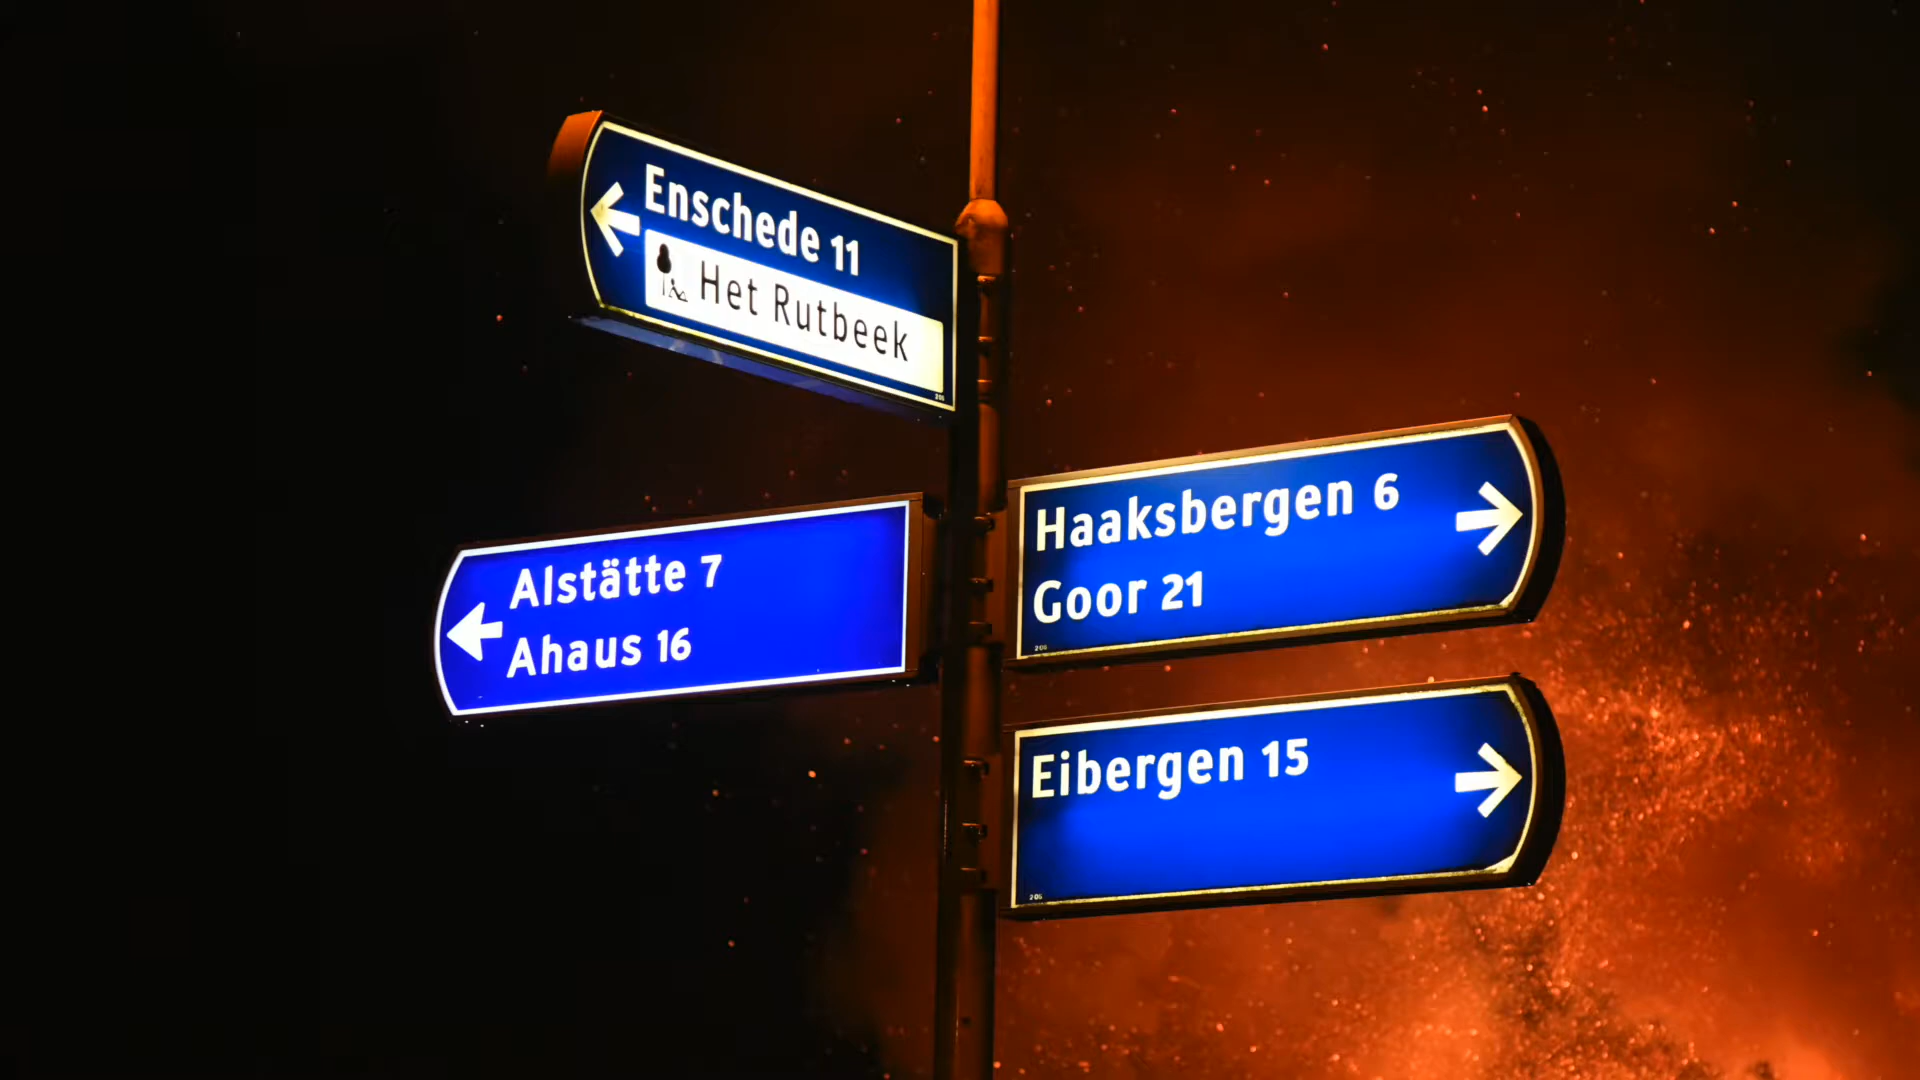 Enschede 11
Het Rutbeek
Alstätte 7
Ahaus 16
Haaksbergen 6
Goor 21
Eibergen 15